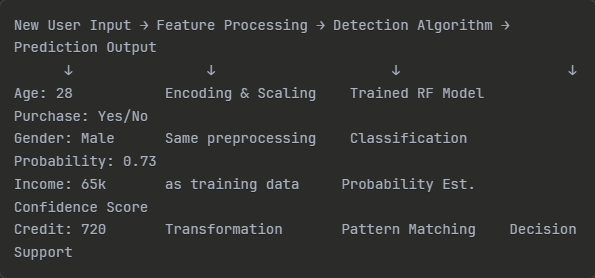 New User Input → Feature Processing → Detection Algorithm →
Prediction Output
↓ ↓ ↓ ↓
Age: 28 Encoding & Scaling Trained RF Model
Purchase: Yes/No
Gender: Male Same preprocessing Classification
Probability: 0.73
Income: 65k as training data Probability Est.
Confidence Score
Credit: 720 Transformation Pattern Matching Decision
Support